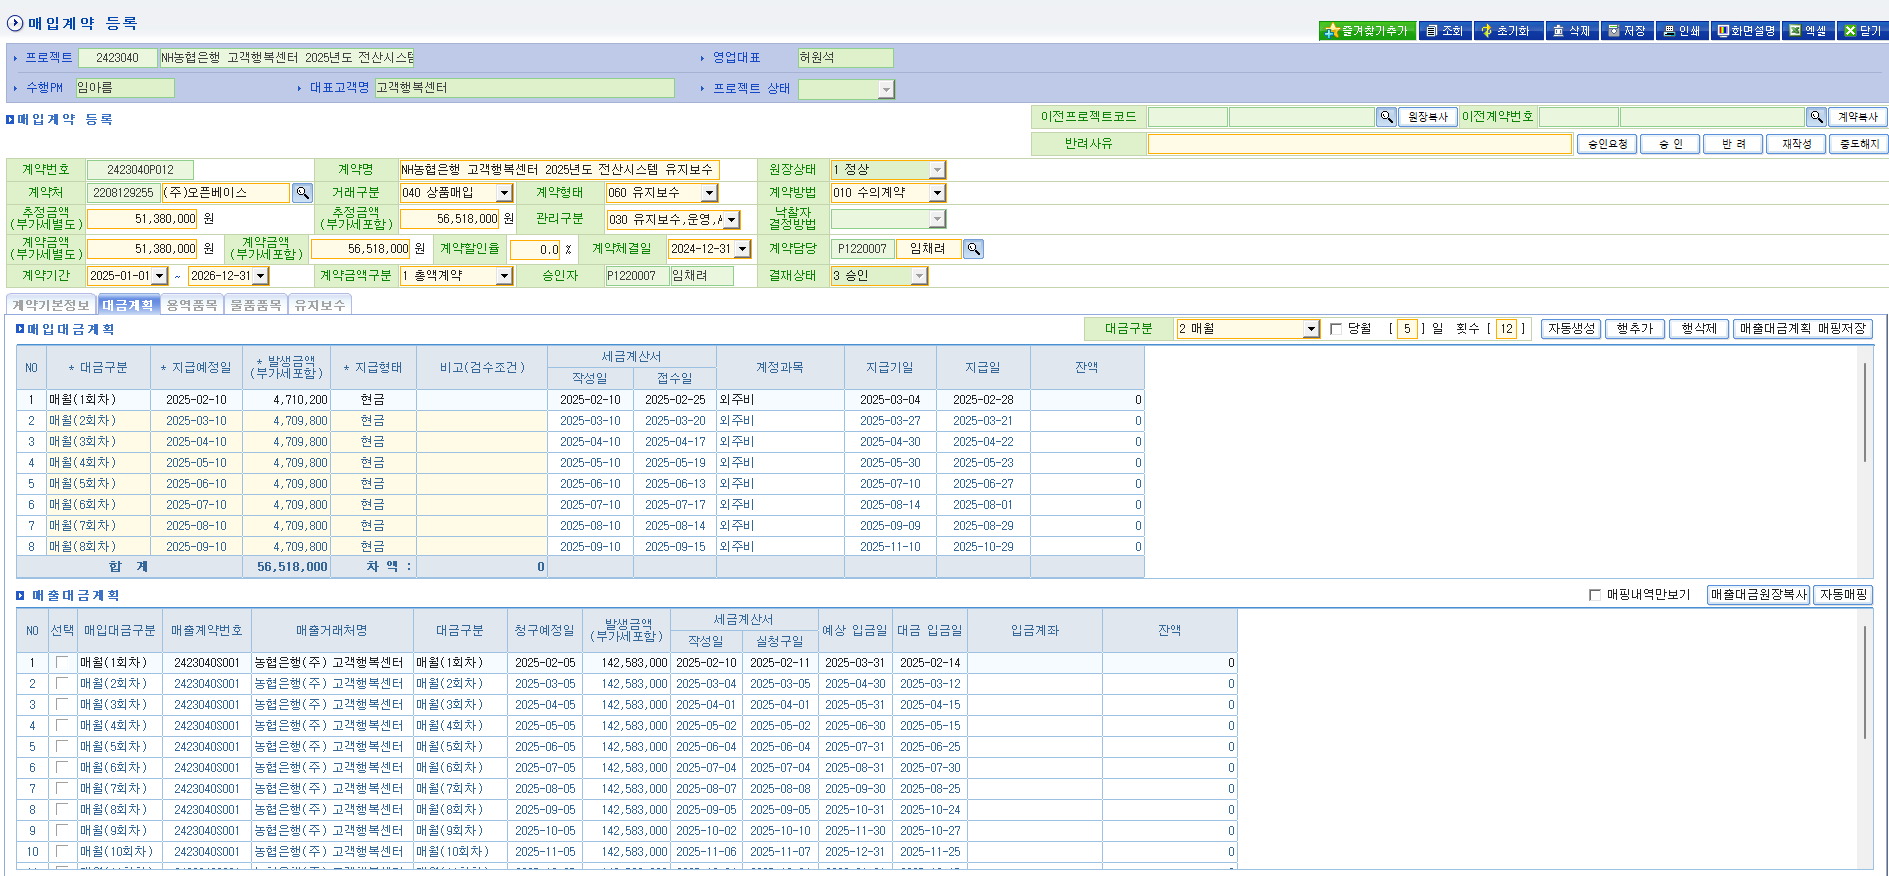 매입계약 등록
즐겨찾기추가 조회 초기화 삭제 저장 인쇄 화면설명 엑셀 닫기
프로젝트 2423040 NH농협은행 고객행복센터 2025년도 전산시스템 영업대표 허원석
수행PM 임아름 대표고객명 고객행복센터 프로젝트 상태
매입계약 등록
이전프로젝트코드 원장복사 이전계약번호 계약복사
반려사유 승인요청 승 인 반 려 재작성 중도해지
계약번호 2423040P012 계약명 NH농협은행 고객행복센터 2025년도 전산시스템 유지보수 원장상태 1 정상
계약처 2208129255 (주)오픈베이스 거래구분 040 상품매입 계약형태 060 유지보수 계약방법 010 수의계약
추정금액 (부가세별도) 51,380,000 원 추정금액 (부가세포함) 56,518,000 원 관리구분 030 유지보수,운영, 낙찰자 결정방법
계약금액 (부가세별도) 51,380,000 원 계약금액 (부가세포함) 56,518,000 원 계약할인율 0.0 % 계약체결일 2024-12-31 계약담당 P1220007 임채려
계약기간 2025-01-01 ~ 2026-12-31 계약금액구분 1 총액계약 승인자 P1220007 임채려 결재상태 3 승인
계약기본정보 대금계획 용역품목 물품품목 유지보수
매입대금계획 대금구분 2 매월 당월 [ 5 ] 일 횟수 [ 12 ] 자동생성 행추가 행삭제 매출대금계획 매핑저장
NO * 대금구분 * 지급예정일 * 발생금액 (부가세포함) * 지급형태 비고(검수조건) 세금계산서 작성일 접수일 계정과목 지급기일 지급일 잔액
1 매월(1회차) 2025-02-10 4,710,200 현금 2025-02-10 2025-02-25 외주비 2025-03-04 2025-02-28 0
2 매월(2회차) 2025-03-10 4,709,800 현금 2025-03-10 2025-03-20 외주비 2025-03-27 2025-03-21 0
3 매월(3회차) 2025-04-10 4,709,800 현금 2025-04-10 2025-04-17 외주비 2025-04-30 2025-04-22 0
4 매월(4회차) 2025-05-10 4,709,800 현금 2025-05-10 2025-05-19 외주비 2025-05-30 2025-05-23 0
5 매월(5회차) 2025-06-10 4,709,800 현금 2025-06-10 2025-06-13 외주비 2025-07-10 2025-06-27 0
6 매월(6회차) 2025-07-10 4,709,800 현금 2025-07-10 2025-07-17 외주비 2025-08-14 2025-08-01 0
7 매월(7회차) 2025-08-10 4,709,800 현금 2025-08-10 2025-08-14 외주비 2025-09-09 2025-08-29 0
8 매월(8회차) 2025-09-10 4,709,800 현금 2025-09-10 2025-09-15 외주비 2025-11-10 2025-10-29 0
합 계 56,518,000 차 액 : 0
매출대금계획 매핑내역만보기 매출대금원장복사 자동매핑
NO 선택 매입대금구분 매출계약번호 매출거래처명 대금구분 청구예정일 발생금액 (부가세포함) 세금계산서 작성일 실청구일 예상 입금일 대금 입금일 입금계좌 잔액
1 매월(1회차) 2423040S001 농협은행(주) 고객행복센터 매월(1회차) 2025-02-05 142,583,000 2025-02-10 2025-02-11 2025-03-31 2025-02-14 0
2 매월(2회차) 2423040S001 농협은행(주) 고객행복센터 매월(2회차) 2025-03-05 142,583,000 2025-03-04 2025-03-05 2025-04-30 2025-03-12 0
3 매월(3회차) 2423040S001 농협은행(주) 고객행복센터 매월(3회차) 2025-04-05 142,583,000 2025-04-01 2025-04-01 2025-05-31 2025-04-15 0
4 매월(4회차) 2423040S001 농협은행(주) 고객행복센터 매월(4회차) 2025-05-05 142,583,000 2025-05-02 2025-05-02 2025-06-30 2025-05-15 0
5 매월(5회차) 2423040S001 농협은행(주) 고객행복센터 매월(5회차) 2025-06-05 142,583,000 2025-06-04 2025-06-04 2025-07-31 2025-06-25 0
6 매월(6회차) 2423040S001 농협은행(주) 고객행복센터 매월(6회차) 2025-07-05 142,583,000 2025-07-04 2025-07-04 2025-08-31 2025-07-30 0
7 매월(7회차) 2423040S001 농협은행(주) 고객행복센터 매월(7회차) 2025-08-05 142,583,000 2025-08-07 2025-08-08 2025-09-30 2025-08-25 0
8 매월(8회차) 2423040S001 농협은행(주) 고객행복센터 매월(8회차) 2025-09-05 142,583,000 2025-09-05 2025-09-05 2025-10-31 2025-10-24 0
9 매월(9회차) 2423040S001 농협은행(주) 고객행복센터 매월(9회차) 2025-10-05 142,583,000 2025-10-02 2025-10-10 2025-11-30 2025-10-27 0
10 매월(10회차) 2423040S001 농협은행(주) 고객행복센터 매월(10회차) 2025-11-05 142,583,000 2025-11-06 2025-11-07 2025-12-31 2025-11-25 0